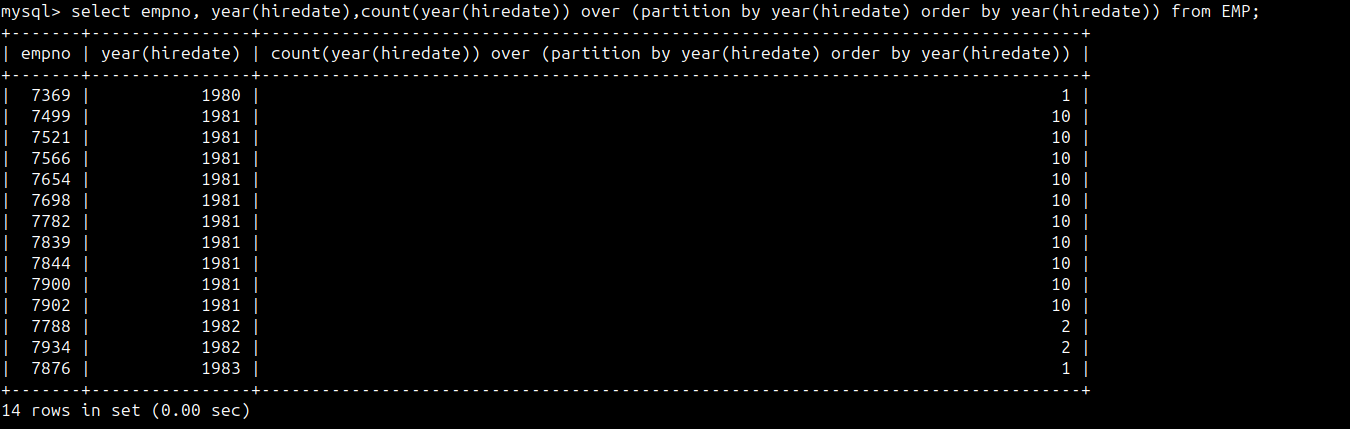 mysql> select empno, year(hiredate),count(year(hiredate)) over (partition by year(hiredate) order by year(hiredate)) from EMP;
+-------+----------------+----------------------------------------------------------------------------------+
| empno | year(hiredate) | count(year(hiredate)) over (partition by year(hiredate) order by year(hiredate)) |
+-------+----------------+----------------------------------------------------------------------------------+
|  7369 |           1980 |                                                                                1 |
|  7499 |           1981 |                                                                               10 |
|  7521 |           1981 |                                                                               10 |
|  7566 |           1981 |                                                                               10 |
|  7654 |           1981 |                                                                               10 |
|  7698 |           1981 |                                                                               10 |
|  7782 |           1981 |                                                                               10 |
|  7839 |           1981 |                                                                               10 |
|  7844 |           1981 |                                                                               10 |
|  7900 |           1981 |                                                                               10 |
|  7902 |           1981 |                                                                               10 |
|  7788 |           1982 |                                                                                2 |
|  7934 |           1982 |                                                                                2 |
|  7876 |           1983 |                                                                                1 |
+-------+----------------+----------------------------------------------------------------------------------+
14 rows in set (0.00 sec)